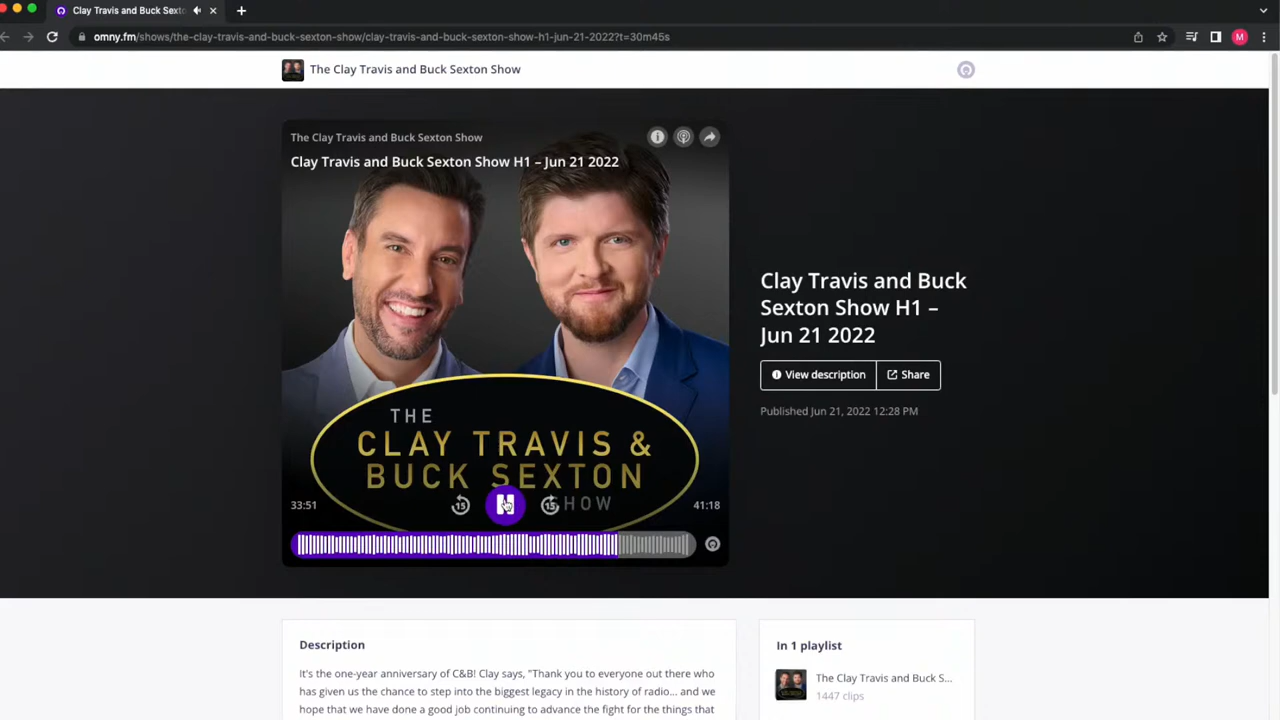 Clay Travis and Buck Sexto
omny.fm/shows/the-clay-travis-and-buck-sexton-show/clay-travis-and-buck-sexton-show-h1-jun-21-2022?t=30m45s
M
The Clay Travis and Buck Sexton Show
The Clay Travis and Buck Sexton Show
Clay Travis and Buck Sexton Show H1 – Jun 21 2022
THE
CLAY TRAVIS &
BUCK SEXTON
HOW
33:51
15
15
41:18
Clay Travis and Buck
Sexton Show H1 –
Jun 21 2022
View description
Share
Published Jun 21, 2022 12:28 PM
Description
It's the one-year anniversary of C&B! Clay says, "Thank you to everyone out there who
has given us the chance to step into the biggest legacy in the history of radio... and we
hope that we have done a good job continuing to advance the fight for the things that
In 1 playlist
The Clay Travis and Buck S...
1447 clips